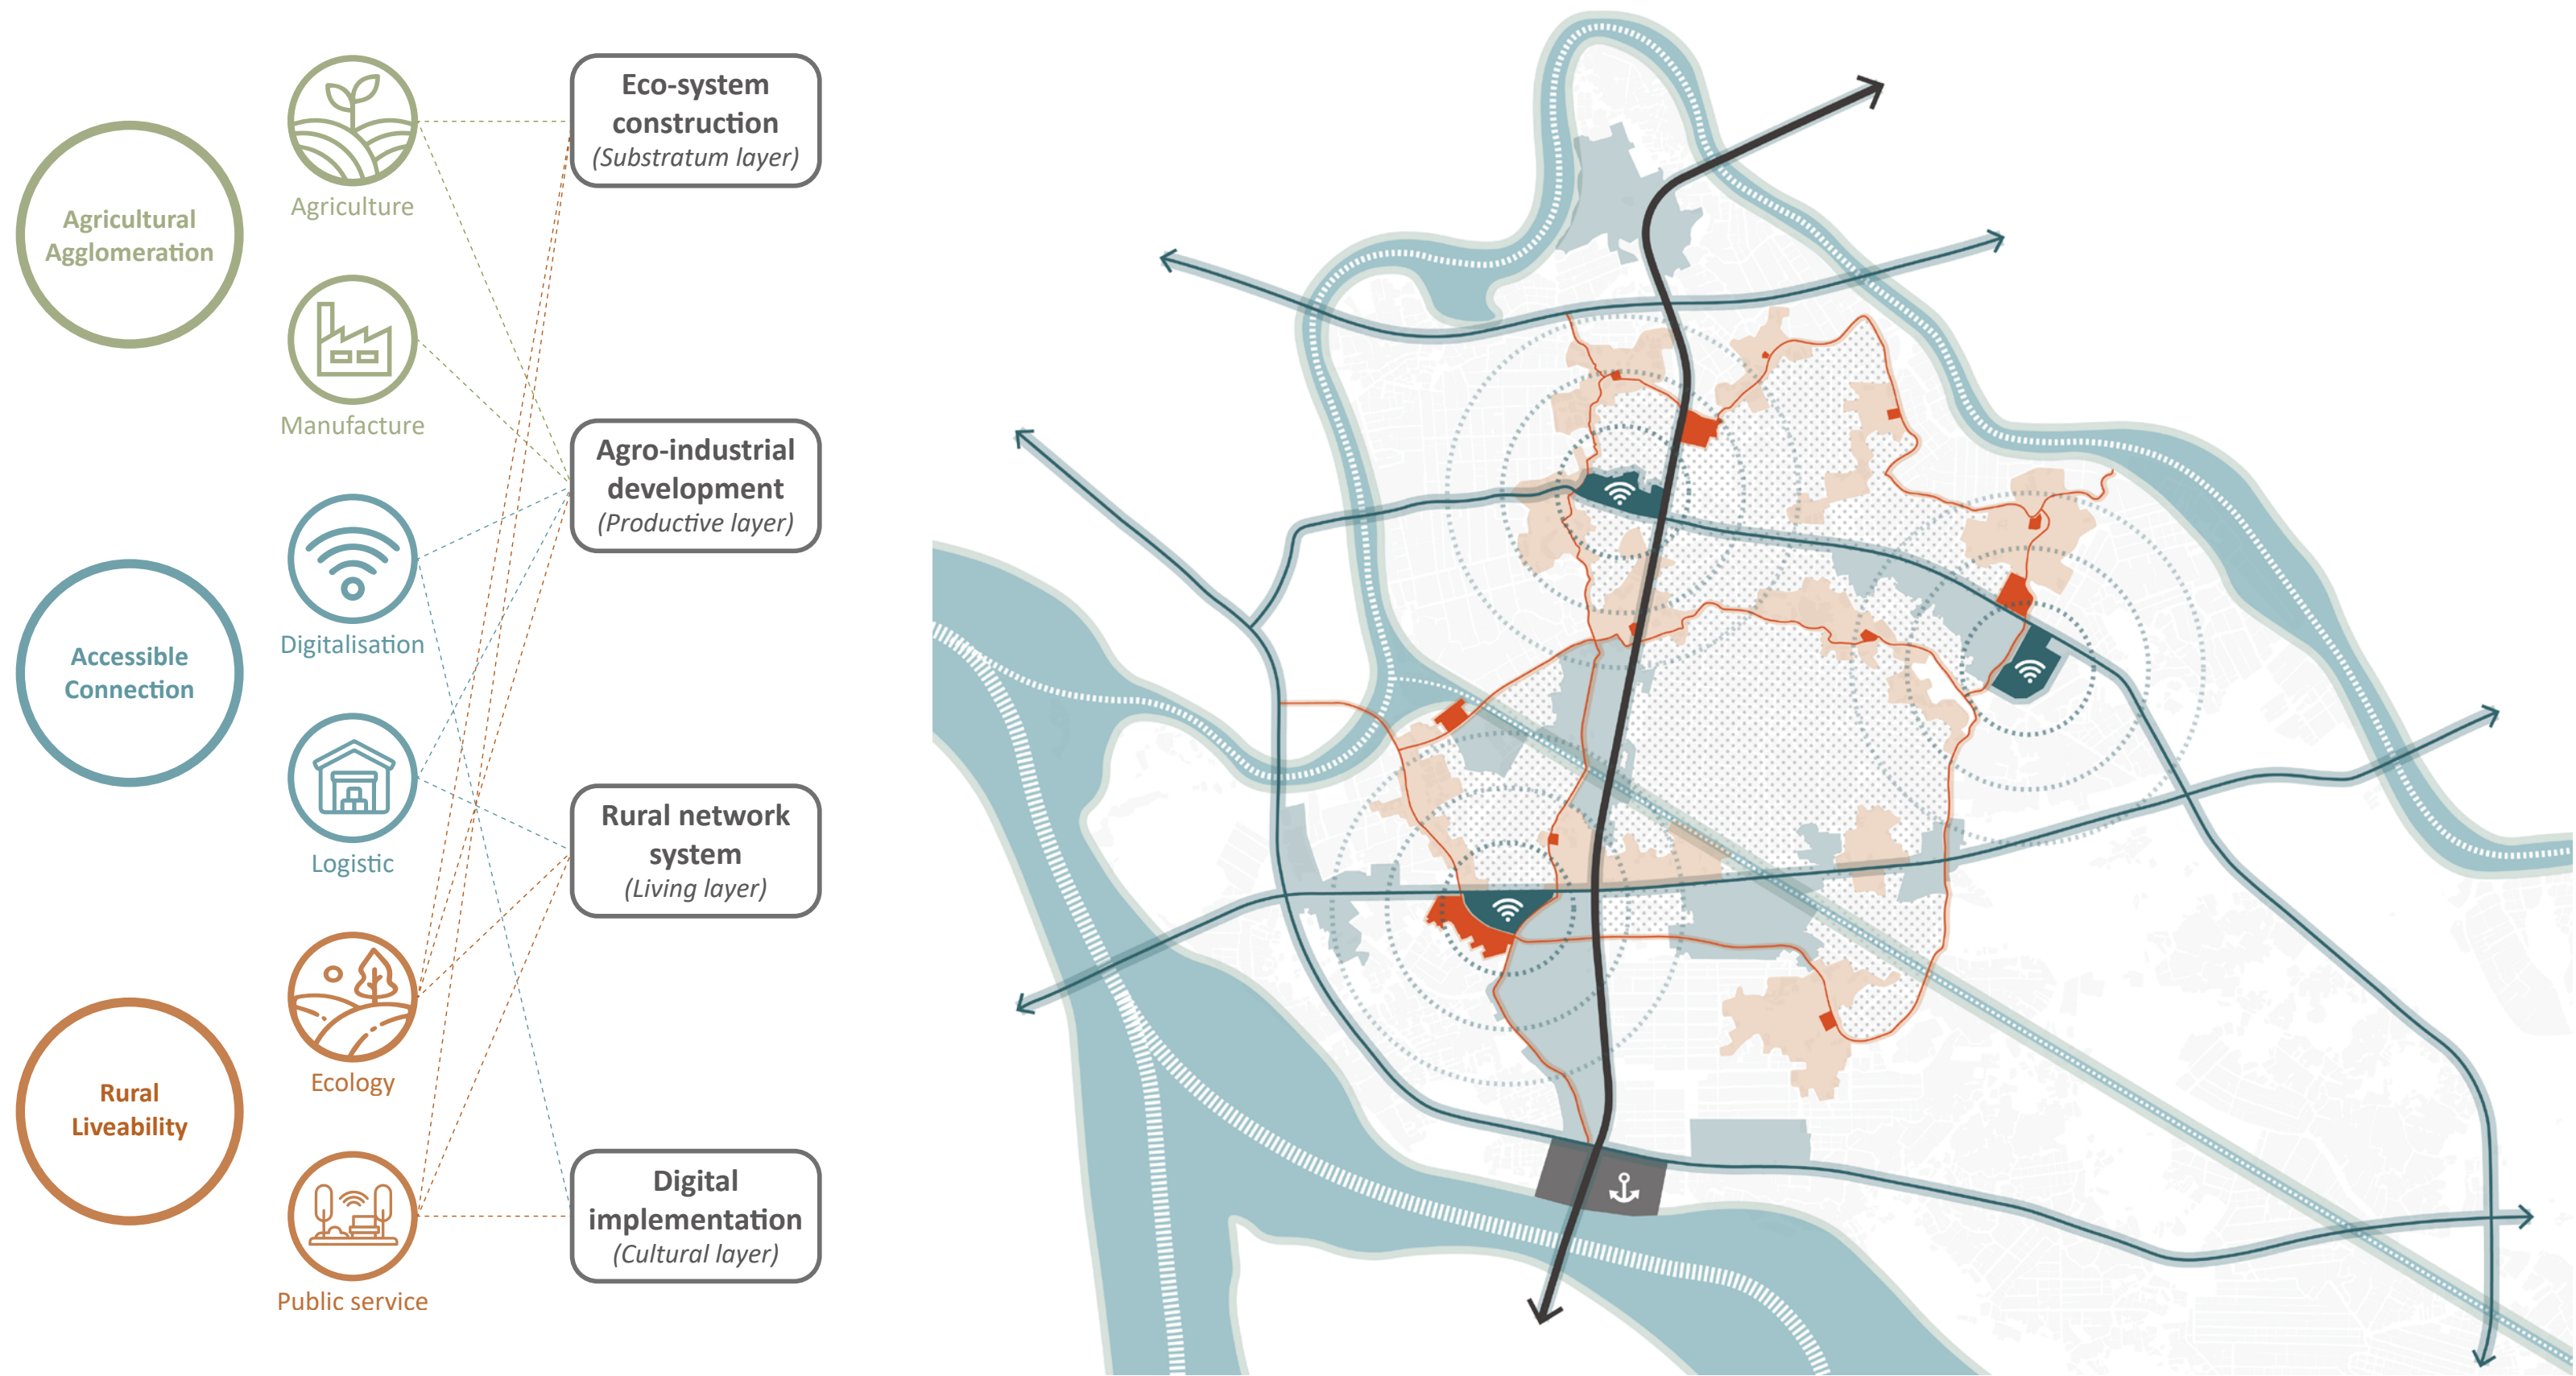 Agricultural
Agglomeration
Agriculture
Manufacture
Accessible
Connection
Digitalisation
Logistic
Rural
Liveability
Ecology
Public service
Eco-system
construction
(Substratum layer)
Agro-industrial
development
(Productive layer)
Rural network
system
(Living layer)
Digital
implementation
(Cultural layer)